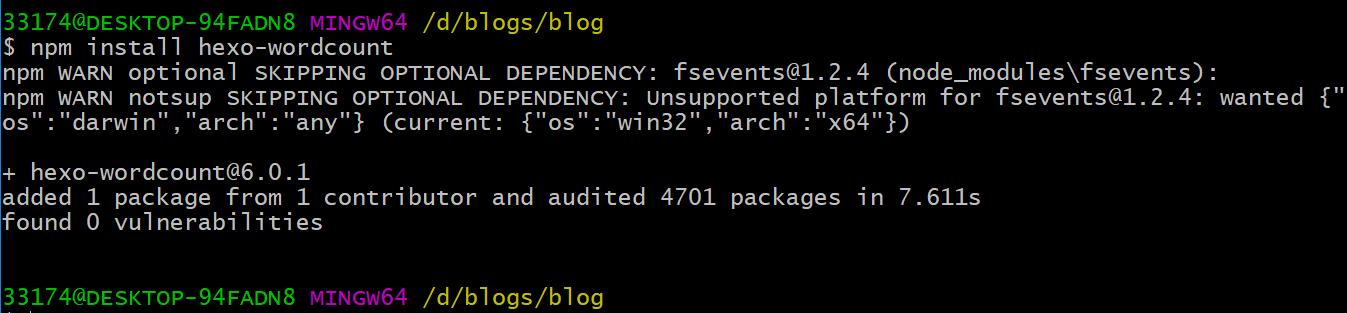 33174@DESKTOP-94FADN8 MINGW64 /d/blogs/blog
$ npm install hexo-wordcount
npm WARN optional SKIPPING OPTIONAL DEPENDENCY: fsevents@1.2.4 (node_modules\fsevents):
npm WARN notsup SKIPPING OPTIONAL DEPENDENCY: Unsupported platform for fsevents@1.2.4: wanted {"
os":"darwin","arch":"any"} (current: {"os":"win32","arch":"x64"})
+ hexo-wordcount@6.0.1
added 1 package from 1 contributor and audited 4701 packages in 7.611s
found 0 vulnerabilities
33174@DESKTOP-94FADN8 MINGW64 /d/blogs/blog